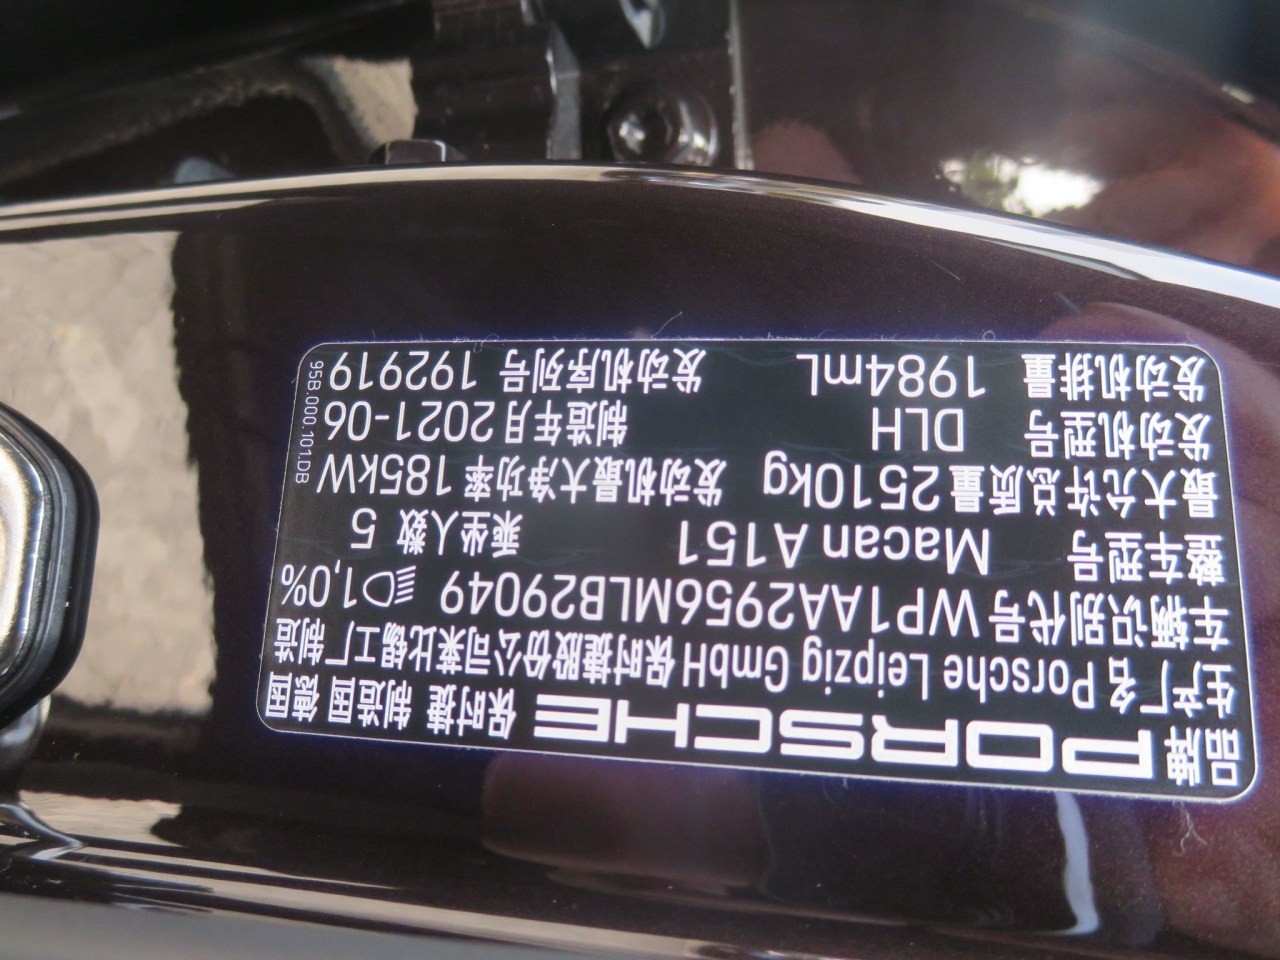 品牌 PORSCHE 保时捷 制造国 德国
生产厂名 Porsche Leipzig GmbH 保时捷股份公司莱比锡工厂制造
车辆识别代号 WP1AA2956MLB29049 1,0%
整车型号 Macan A151 乘坐人数 5
最大允许总质量 2510kg 发动机最大净功率 185kW
发动机型号 DLH 制造年月 2021-06
发动机排量 1984mL 发动机序列号 192919
95B.000.101.DB